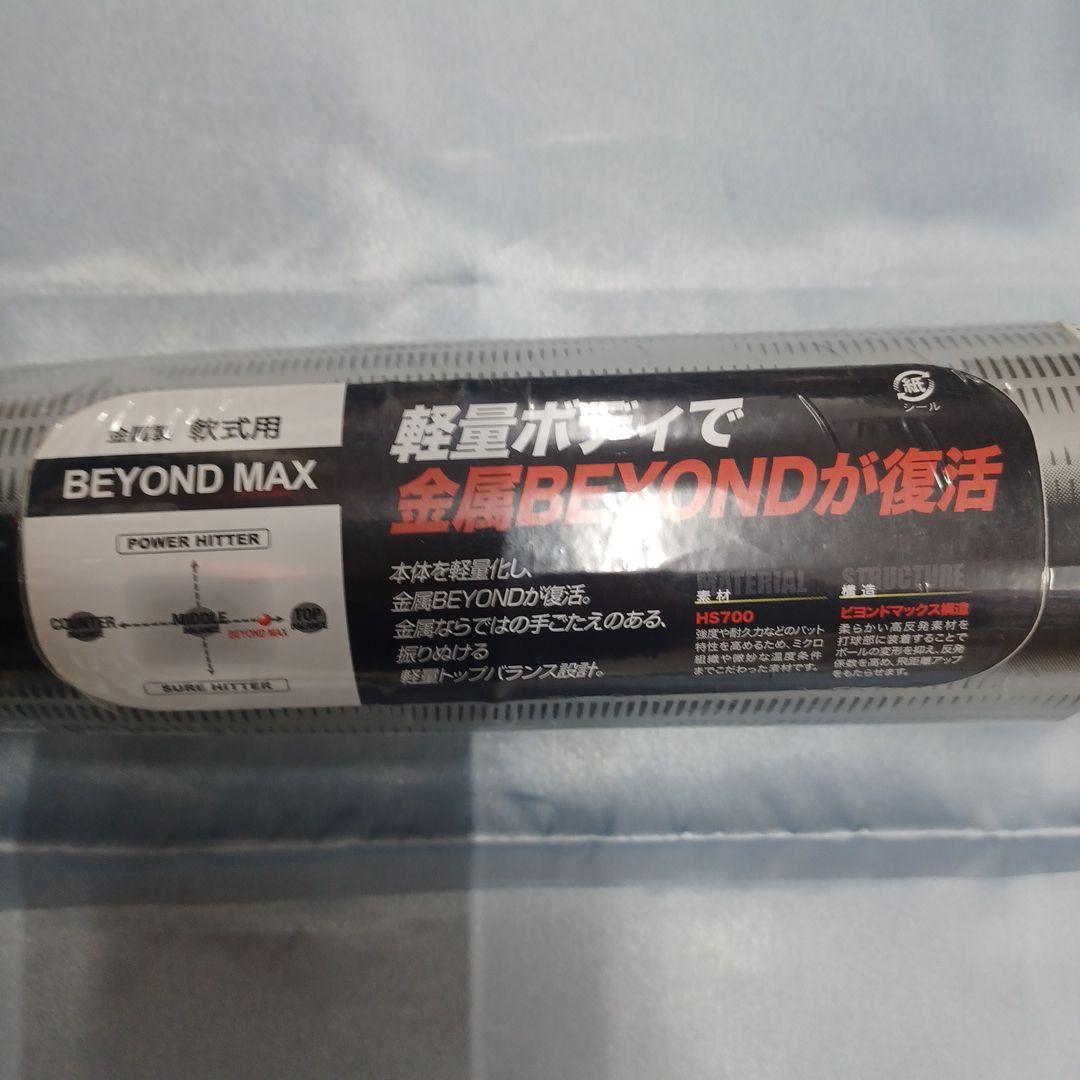 金属製 軟式用
BEYOND MAX
POWER HITTER
COUNTER BALANCE
MIDDLE BALANCE
TOP BALANCE
BEYOND MAX
SURE HITTER
紙
シール
軽量ボディで
金属BEYONDが復活
本体を軽量化し、
金属BEYONDが復活。
金属ならではの手ごたえのある、
振りぬける
軽量トップバランス設計。
MATERIAL
素材
HS700
強度や耐久力などのバット
特性を高めるため、ミクロ
組織や微妙な温度条件
までこだわった素材です。
STRUCTURE
構造
ビヨンドマックス構造
柔らかい高反発素材を
打球部に装着することで
ボールの変形を抑え、反発
係数を高め、飛距離アップ
をもたらせます。